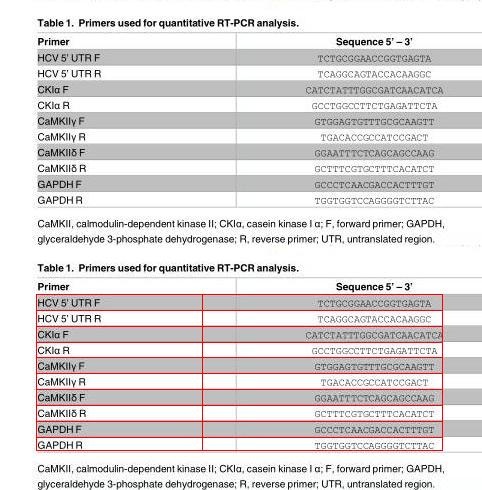 Table 1. Primers used for quantitative RT-PCR analysis.
Primer Sequence 5’ – 3’
HCV 5’ UTR F TCTGCGGAACCGGTGAGTA
HCV 5’ UTR R TCAGGCAGTACCACAAGGC
CKIα F CATCTATTTGGCGATCAACATCA
CKIα R GCCTGGCCTTCTGAGATTCTA
CaMKIIγ F GTGGAGTGTTTGCGCAAGTT
CaMKIIγ R TGACACCGCCATCCGACT
CaMKIIδ F GGAATTTCTCAGCAGCCAAG
CaMKIIδ R GCTTTCGTGCTTTCACATCT
GAPDH F GCCCTCAACGACCACTTTGT
GAPDH R TGGTGGTCCAGGGGTCTTAC
CaMKII, calmodulin-dependent kinase II; CKIα, casein kinase I α; F, forward primer; GAPDH,
glyceraldehyde 3-phosphate dehydrogenase; R, reverse primer; UTR, untranslated region.
Table 1. Primers used for quantitative RT-PCR analysis.
Primer Sequence 5’ – 3’
HCV 5’ UTR F TCTGCGGAACCGGTGAGTA
HCV 5’ UTR R TCAGGCAGTACCACAAGGC
CKIα F CATCTATTTGGCGATCAACATCA
CKIα R GCCTGGCCTTCTGAGATTCTA
CaMKIIγ F GTGGAGTGTTTGCGCAAGTT
CaMKIIγ R TGACACCGCCATCCGACT
CaMKIIδ F GGAATTTCTCAGCAGCCAAG
CaMKIIδ R GCTTTCGTGCTTTCACATCT
GAPDH F GCCCTCAACGACCACTTTGT
GAPDH R TGGTGGTCCAGGGGTCTTAC
CaMKII, calmodulin-dependent kinase II; CKIα, casein kinase I α; F, forward primer; GAPDH,
glyceraldehyde 3-phosphate dehydrogenase; R, reverse primer; UTR, untranslated region.